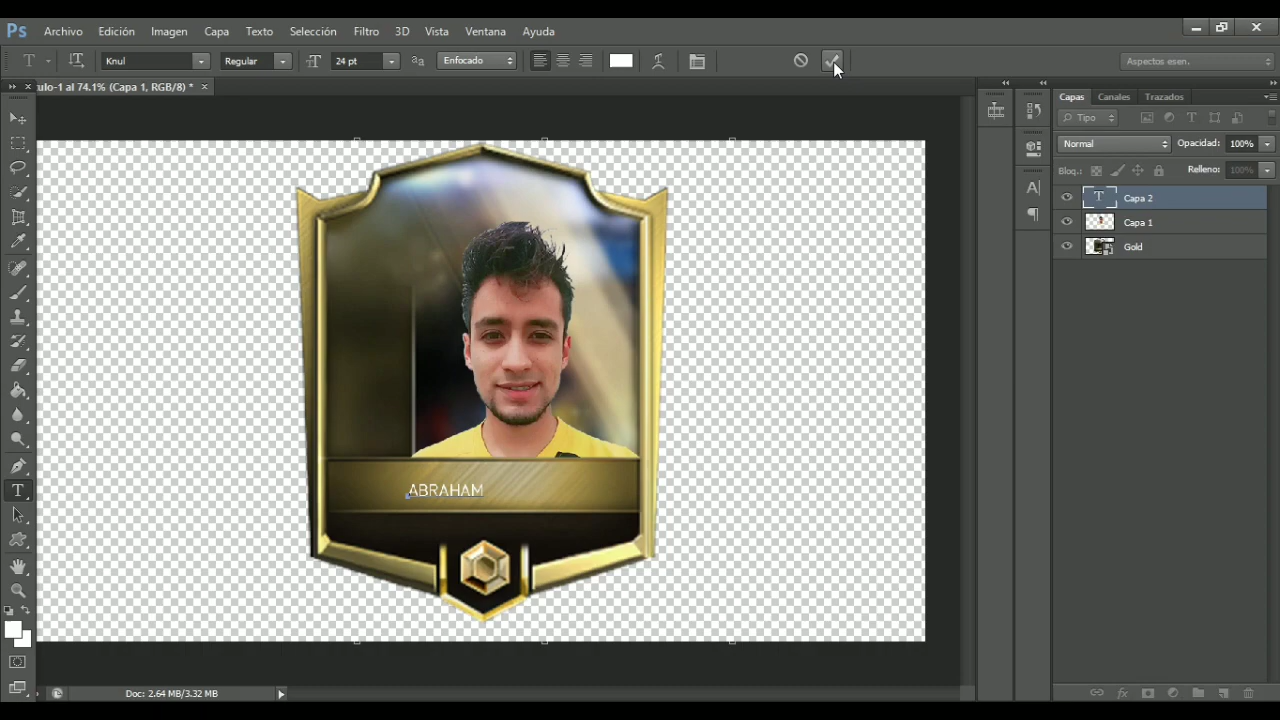 Ps Archivo Edición Imagen Capa Texto Selección Filtro 3D Vista Ventana Ayuda
T Knul Regular 24 pt Enfocado Aspectos esen.
ulo-1 al 74.1% (Capa 1, RGB/8) * ×
Capas Canales Trazados
Tipo
Normal Opacidad: 100%
Bloq.: Relleno: 100%
T Capa 2
Capa 1
Gold
ABRAHAM
Doc: 2.64 MB/3.32 MB